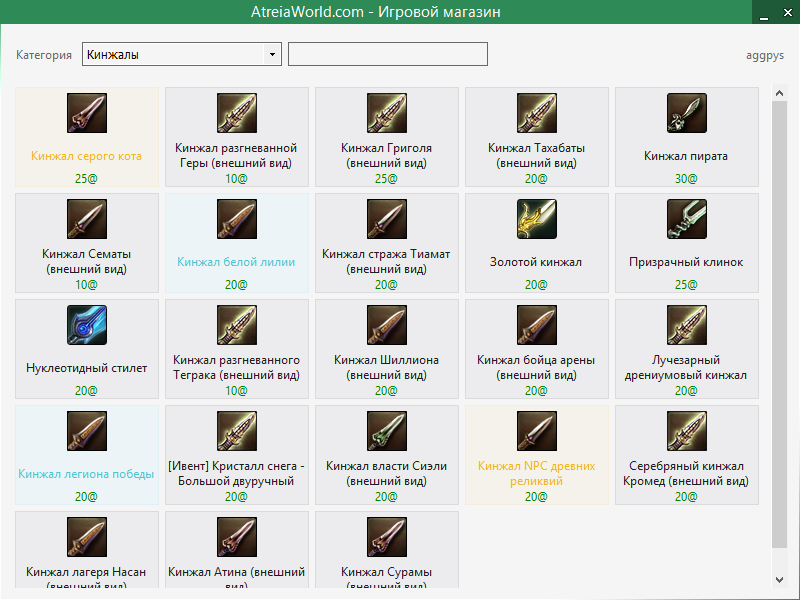 AtreiaWorld.com - Игровой магазин
Категория
Кинжалы
aggpys
Кинжал серого кота
25@
Кинжал разгневанной
Геры (внешний вид)
10@
Кинжал Григоля
(внешний вид)
25@
Кинжал Тахабаты
(внешний вид)
20@
Кинжал пирата
30@
Кинжал Сематы
(внешний вид)
10@
Кинжал белой лилии
20@
Кинжал стража Тиамат
(внешний вид)
20@
Золотой кинжал
20@
Призрачный клинок
25@
Нуклеотидный стилет
20@
Кинжал разгневанного
Теграка (внешний вид)
10@
Кинжал Шиллиона
(внешний вид)
20@
Кинжал бойца арены
(внешний вид)
20@
Лучезарный
дрениумовый кинжал
20@
Кинжал легиона победы
20@
[Ивент] Кристалл снега -
Большой двуручный
20@
Кинжал власти Сиэли
(внешний вид)
20@
Кинжал NPC древних
реликвий
20@
Серебряный кинжал
Кромед (внешний вид)
20@
Кинжал лагеря Насан
(внешний вид)
Кинжал Атина (внешний
вид)
Кинжал Сурамы
(внешний вид)